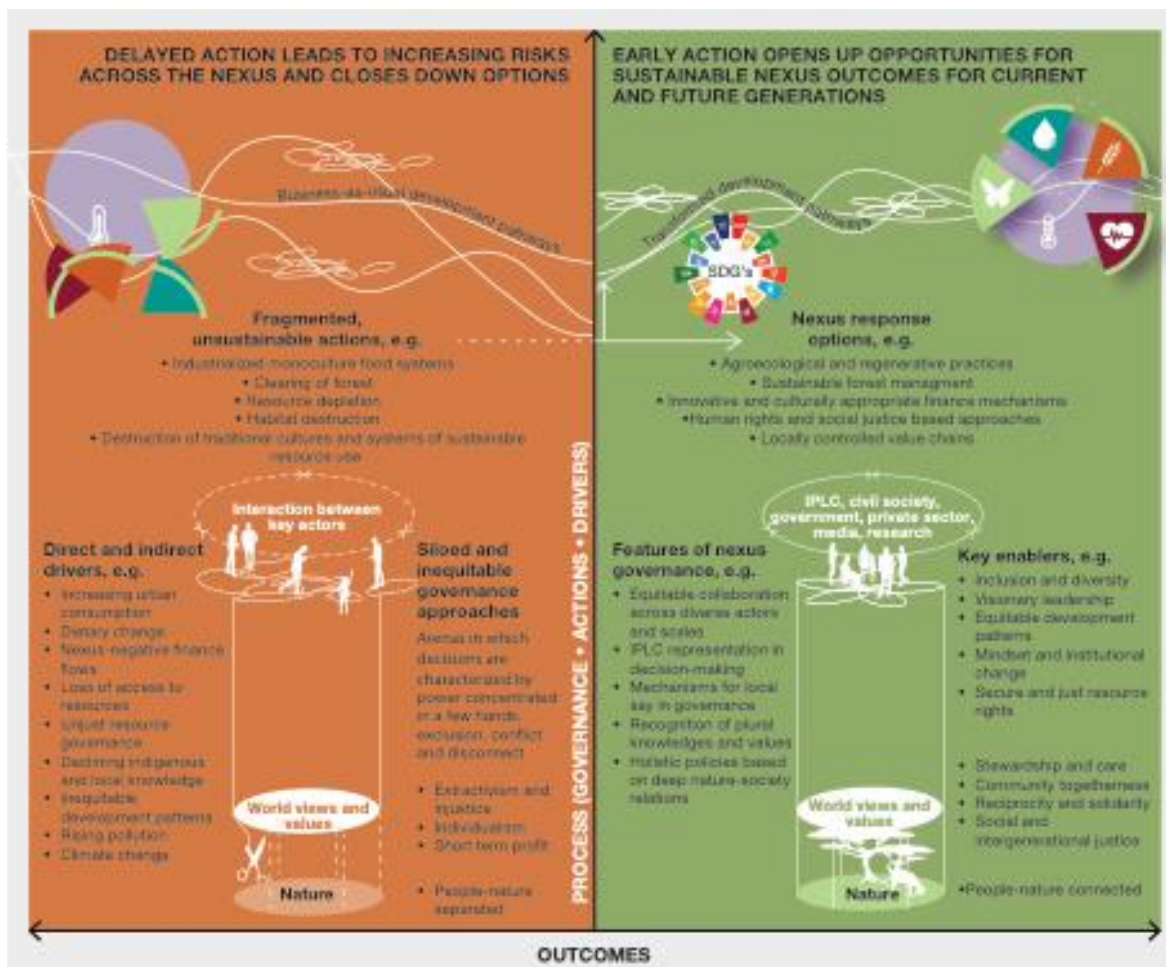 DELAYED ACTION LEADS TO INCREASING RISKS
ACROSS THE NEXUS AND CLOSES DOWN OPTIONS
EARLY ACTION OPENS UP OPPORTUNITIES FOR
SUSTAINABLE NEXUS OUTCOMES FOR CURRENT
AND FUTURE GENERATIONS
Business-as-usual development pathways
Transformed development pathways
SDG's
Fragmented,
unsustainable actions, e.g.
• Industrialized monoculture food systems
• Clearing of forest
• Resource depletion
• Habitat destruction
• Destruction of traditional cultures and systems of sustainable
resource use
Nexus response
options, e.g.
• Agroecological and regenerative practices
• Sustainable forest managment
• Innovative and culturally appropriate finance mechanisms
•Human rights and social justice based approaches
• Locally controlled value chains
Interaction between
key actors
Direct and indirect
drivers, e.g.
• Increasing urban
consumption
• Dietary change
• Nexus-negative finance
flows
• Loss of access to
resources
• Unjust resource
governance
• Declining indigenous
and local knowledge
• Inequitable
development patterns
• Rising pollution
• Climate change
Siloed and
inequitable
governance
approaches
Arenas in which
decisions are
characterized by
power concentrated
in a few hands,
exclusion, conflict
and disconnect
• Extractivism and
injustice
• Individualism
• Short term profit
• People-nature
separated
World views and
values
Nature
PROCESS (GOVERNANCE • ACTIONS • DRIVERS)
IPLC, civil society,
government, private sector,
media, research
Features of nexus
governance, e.g.
• Equitable collaboration
across diverse actors
and scales
• IPLC representation in
decision-making
• Mechanisms for local
say in governance
• Recognition of plural
knowledges and values
• Holistic policies based
on deep nature-society
relations
Key enablers, e.g.
• Inclusion and diversity
• Visionary leadership
• Equitable development
patterns
• Mindset and institutional
change
• Secure and just resource
rights
• Stewardship and care
• Community togetherness
• Reciprocity and solidarity
• Social and
intergenerational justice
•People-nature connected
World views and
values
Nature
OUTCOMES